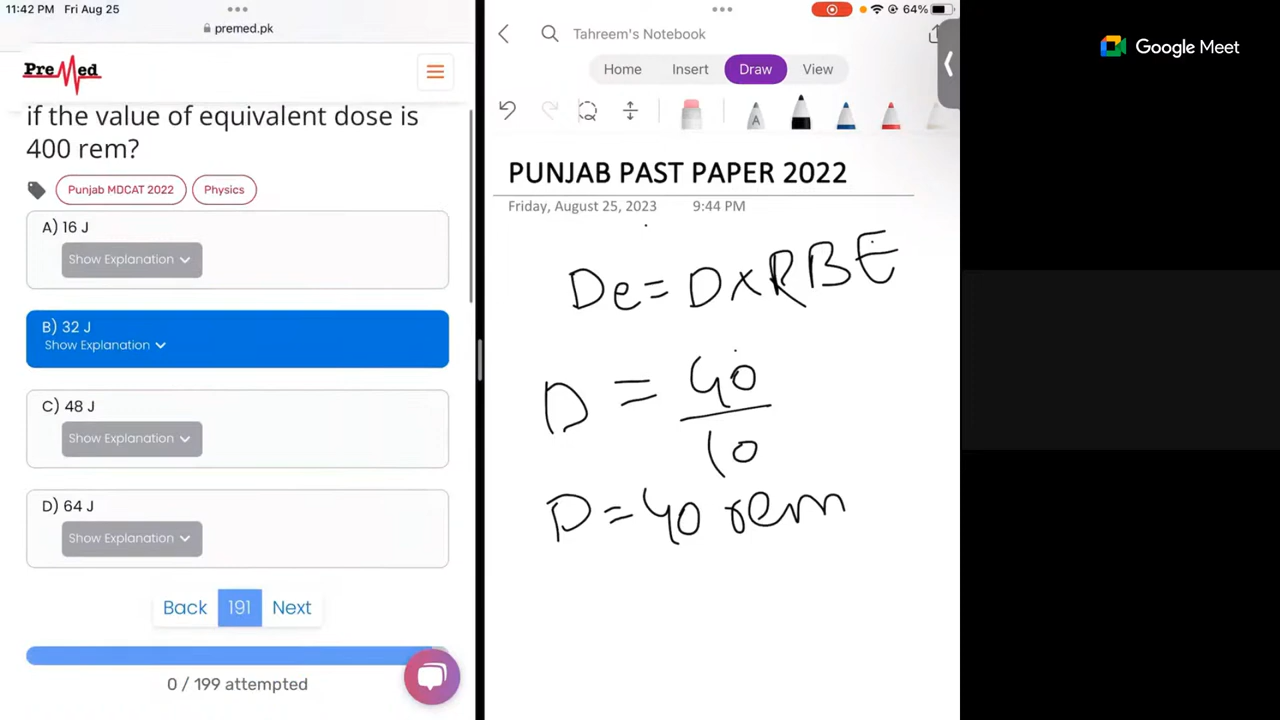 11:42 PM Fri Aug 25
premed.pk
PreMed
if the value of equivalent dose is
400 rem?
Punjab MDCAT 2022
Physics
A) 16 J
Show Explanation
B) 32 J
Show Explanation
C) 48 J
Show Explanation
D) 64 J
Show Explanation
Back 191 Next
0 / 199 attempted
64%
Tahreem's Notebook
Home Insert Draw View
A
PUNJAB PAST PAPER 2022
Friday, August 25, 2023 9:44 PM
De = D×RBE
D = 40
10
D = 40 rem
Google Meet